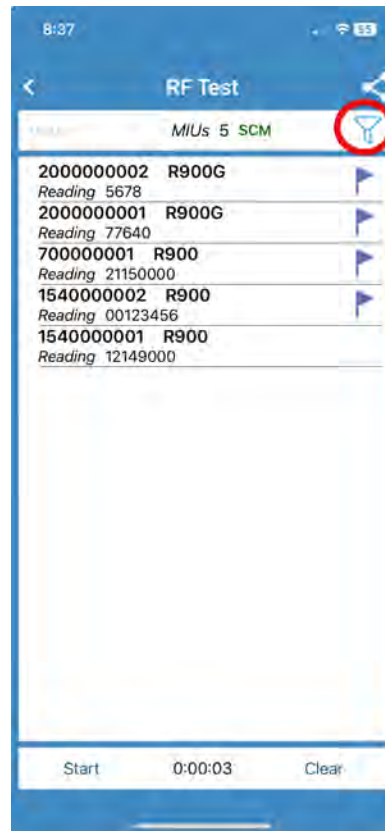 8:37 55
RF Test
MIUs 5 SCM
2000000002 R900G
Reading 5678
2000000001 R900G
Reading 77640
700000001 R900
Reading 21150000
1540000002 R900
Reading 00123456
1540000001 R900
Reading 12149000
Start 0:00:03 Clear